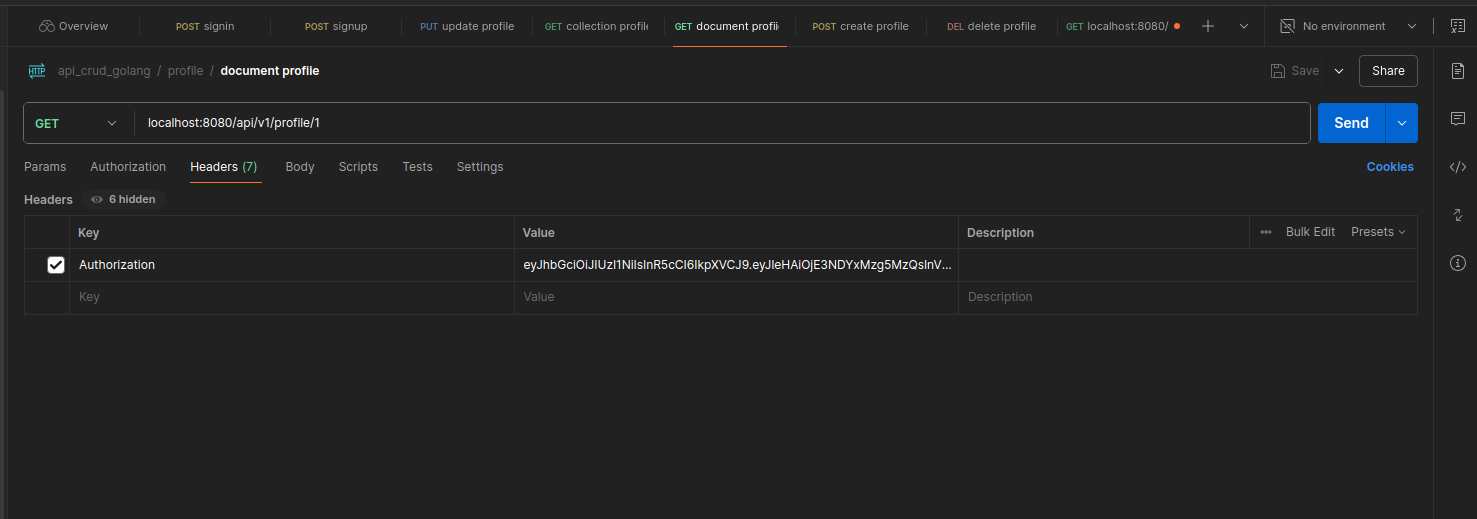 Overview POST signin POST signup PUT update profile GET collection profile GET document profi POST create profile DEL delete profile GET localhost:8080/ No environment
HTTP api_crud_golang / profile / document profile Save Share
GET localhost:8080/api/v1/profile/1 Send
Params Authorization Headers (7) Body Scripts Tests Settings Cookies
Headers 6 hidden
Key Value Description Bulk Edit Presets
Authorization eyJhbGciOiJIUzI1NiIsInR5cCI6IkpXVCJ9.eyJleHAiOjE3NDYxMzg5MzQsInV...
Key Value Description